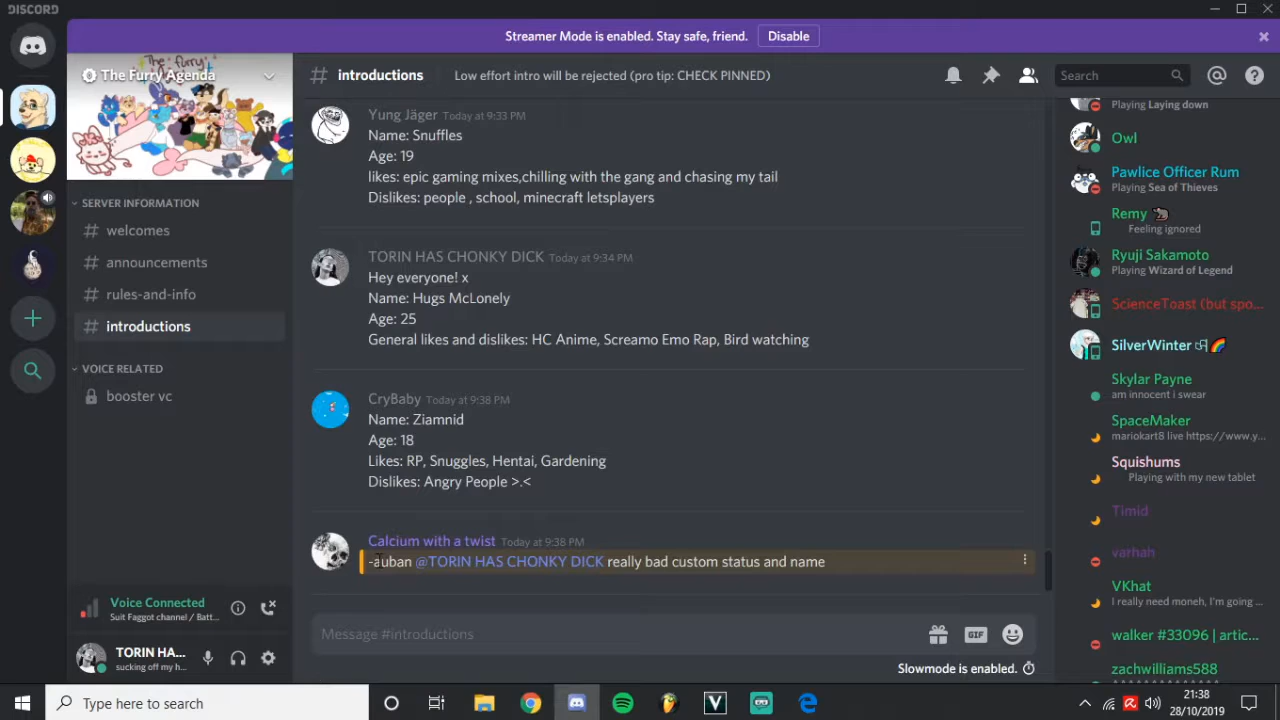 DISCORD
Streamer Mode is enabled. Stay safe, friend. Disable
The Furry Agenda
The furry
# introductions Low effort intro will be rejected (pro tip: CHECK PINNED)
Search
SERVER INFORMATION
# welcomes
# announcements
# rules-and-info
# introductions
VOICE RELATED
booster vc
Voice Connected
Suit Faggot channel / Batt...
TORIN HA...
sucking off my h...
Yung Jäger Today at 9:33 PM
Name: Snuffles
Age: 19
likes: epic gaming mixes,chilling with the gang and chasing my tail
Dislikes: people , school, minecraft letsplayers
TORIN HAS CHONKY DICK Today at 9:34 PM
Hey everyone! x
Name: Hugs McLonely
Age: 25
General likes and dislikes: HC Anime, Screamo Emo Rap, Bird watching
CryBaby Today at 9:38 PM
Name: Ziamnid
Age: 18
Likes: RP, Snuggles, Hentai, Gardening
Dislikes: Angry People >.<
Calcium with a twist Today at 9:38 PM
-auban @TORIN HAS CHONKY DICK really bad custom status and name
Message #introductions
GIF
Slowmode is enabled.
Playing Laying down
Owl
Pawlice Officer Rum
Playing Sea of Thieves
Remy
Feeling ignored
Ryuji Sakamoto
Playing Wizard of Legend
ScienceToast (but spo...
SilverWinter
Skylar Payne
am innocent i swear
SpaceMaker
mariokart8 live https://www.y...
Squishums
Playing with my new tablet
Timid
varhah
VKhat
I really need moneh, I'm going ...
walker #33096 | artic...
zachwilliams588
Type here to search
21:38
28/10/2019